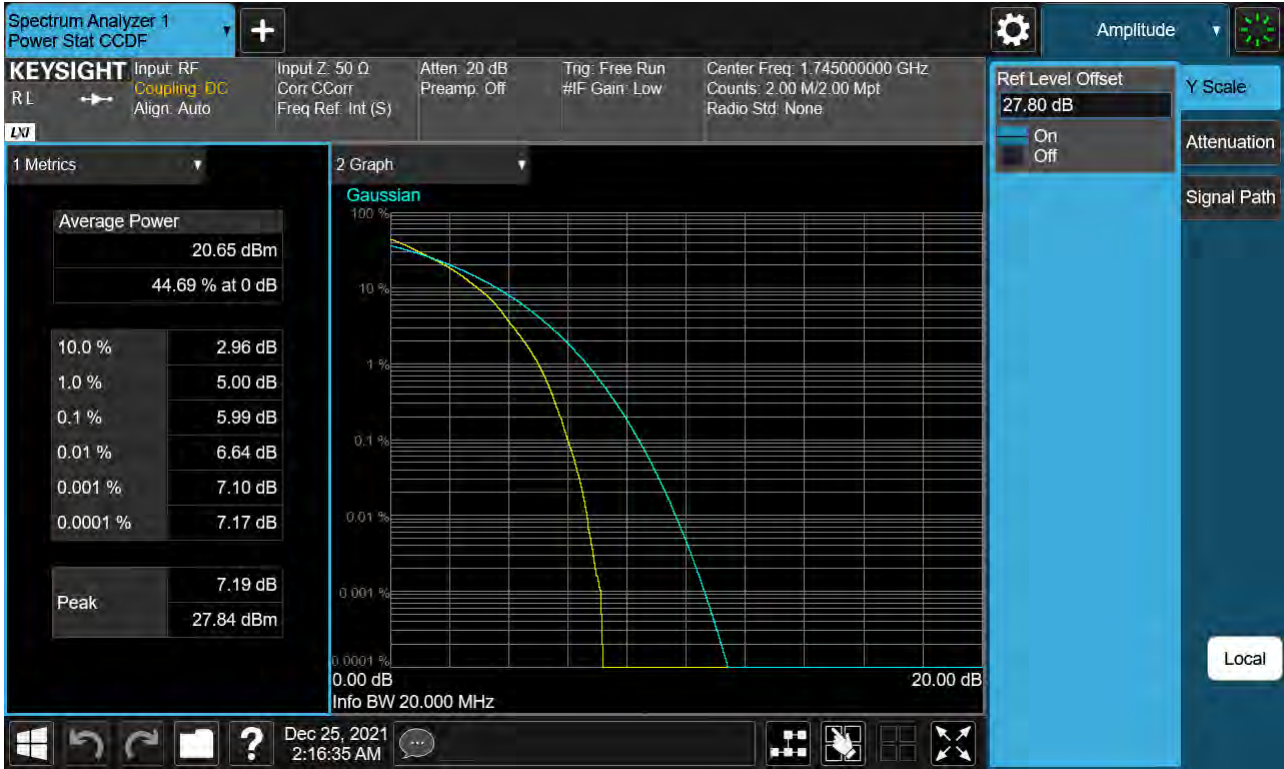 Spectrum Analyzer 1
Power Stat CCDF
+
Amplitude
KEYSIGHT
R L
LXI
Input: RF
Coupling: DC
Align: Auto
Input Z: 50 Ω
Corr CCorr
Freq Ref: Int (S)
Atten: 20 dB
Preamp: Off
Trig: Free Run
#IF Gain: Low
Center Freq: 1.745000000 GHz
Counts: 2.00 M/2.00 Mpt
Radio Std: None
Ref Level Offset
27.80 dB
On
Off
Y Scale
Attenuation
Signal Path
Local
1 Metrics
Average Power
20.65 dBm
44.69 % at 0 dB
10.0 % 2.96 dB
1.0 % 5.00 dB
0.1 % 5.99 dB
0.01 % 6.64 dB
0.001 % 7.10 dB
0.0001 % 7.17 dB
Peak 7.19 dB
27.84 dBm
2 Graph
Gaussian
100 %
10 %
1 %
0.1 %
0.01 %
0.001 %
0.0001 %
0.00 dB 20.00 dB
Info BW 20.000 MHz
?
Dec 25, 2021
2:16:35 AM